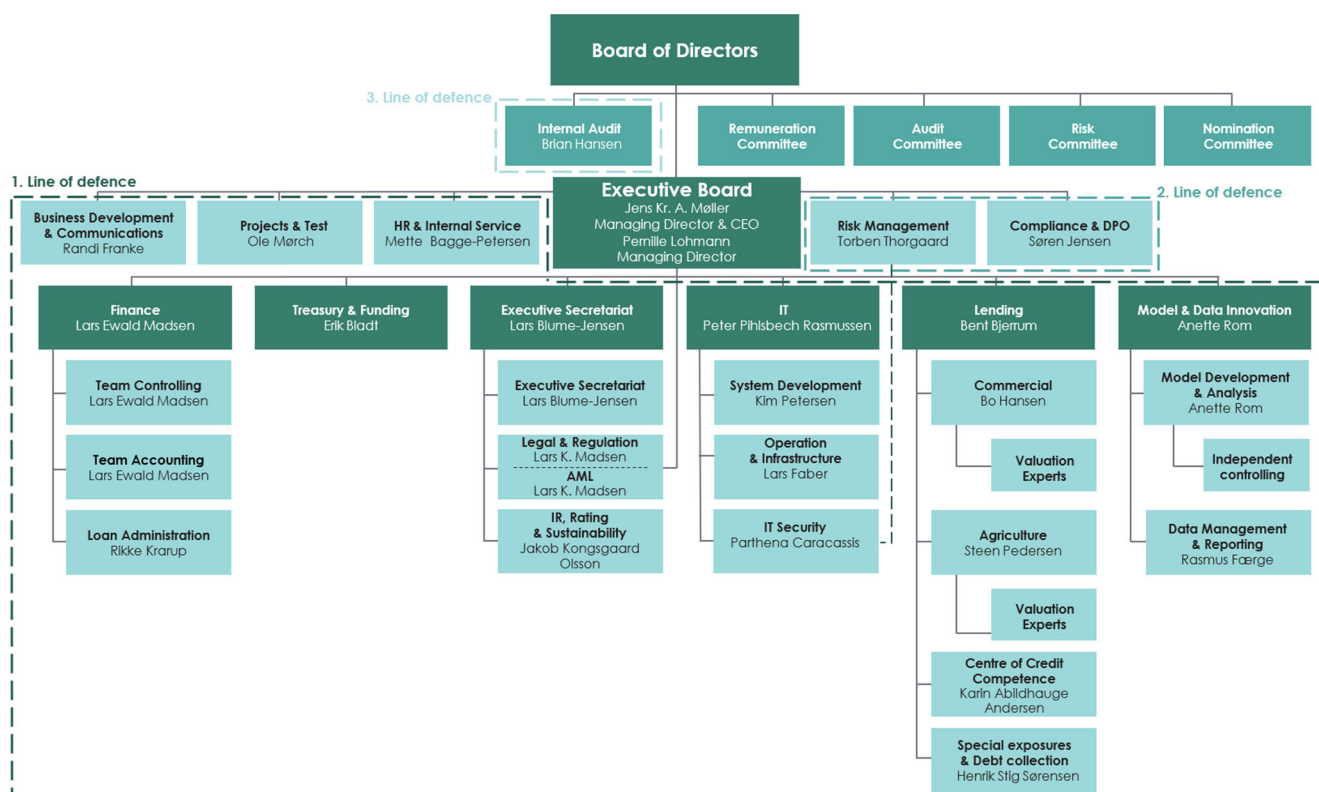 Board of Directors
3. Line of defence
Internal Audit
Brian Hansen
Remuneration
Committee
Audit
Committee
Risk
Committee
Nomination
Committee
1. Line of defence
Executive Board
Jens Kr. A. Møller
Managing Director & CEO
Pernille Lohmann
Managing Director
2. Line of defence
Business Development
& Communications
Randi Franke
Projects & Test
Ole Mørch
HR & Internal Service
Mette Bagge-Petersen
Risk Management
Torben Thorgaard
Compliance & DPO
Søren Jensen
Finance
Lars Ewald Madsen
Treasury & Funding
Erik Bladt
Executive Secretariat
Lars Blume-Jensen
IT
Peter Pihlsbech Rasmussen
Lending
Bent Bjerrum
Model & Data Innovation
Anette Rom
Team Controlling
Lars Ewald Madsen
Team Accounting
Lars Ewald Madsen
Loan Administration
Rikke Krarup
Executive Secretariat
Lars Blume-Jensen
Legal & Regulation
Lars K. Madsen
AML
Lars K. Madsen
IR, Rating
& Sustainability
Jakob Kongsgaard
Olsson
System Development
Kim Petersen
Operation
& Infrastructure
Lars Faber
IT Security
Parthena Caracassis
Commercial
Bo Hansen
Valuation
Experts
Agriculture
Steen Pedersen
Valuation
Experts
Centre of Credit
Competence
Karin Abildhauge
Andersen
Special exposures
& Debt collection
Henrik Stig Sørensen
Model Development
& Analysis
Anette Rom
Independent
controlling
Data Management
& Reporting
Rasmus Færge